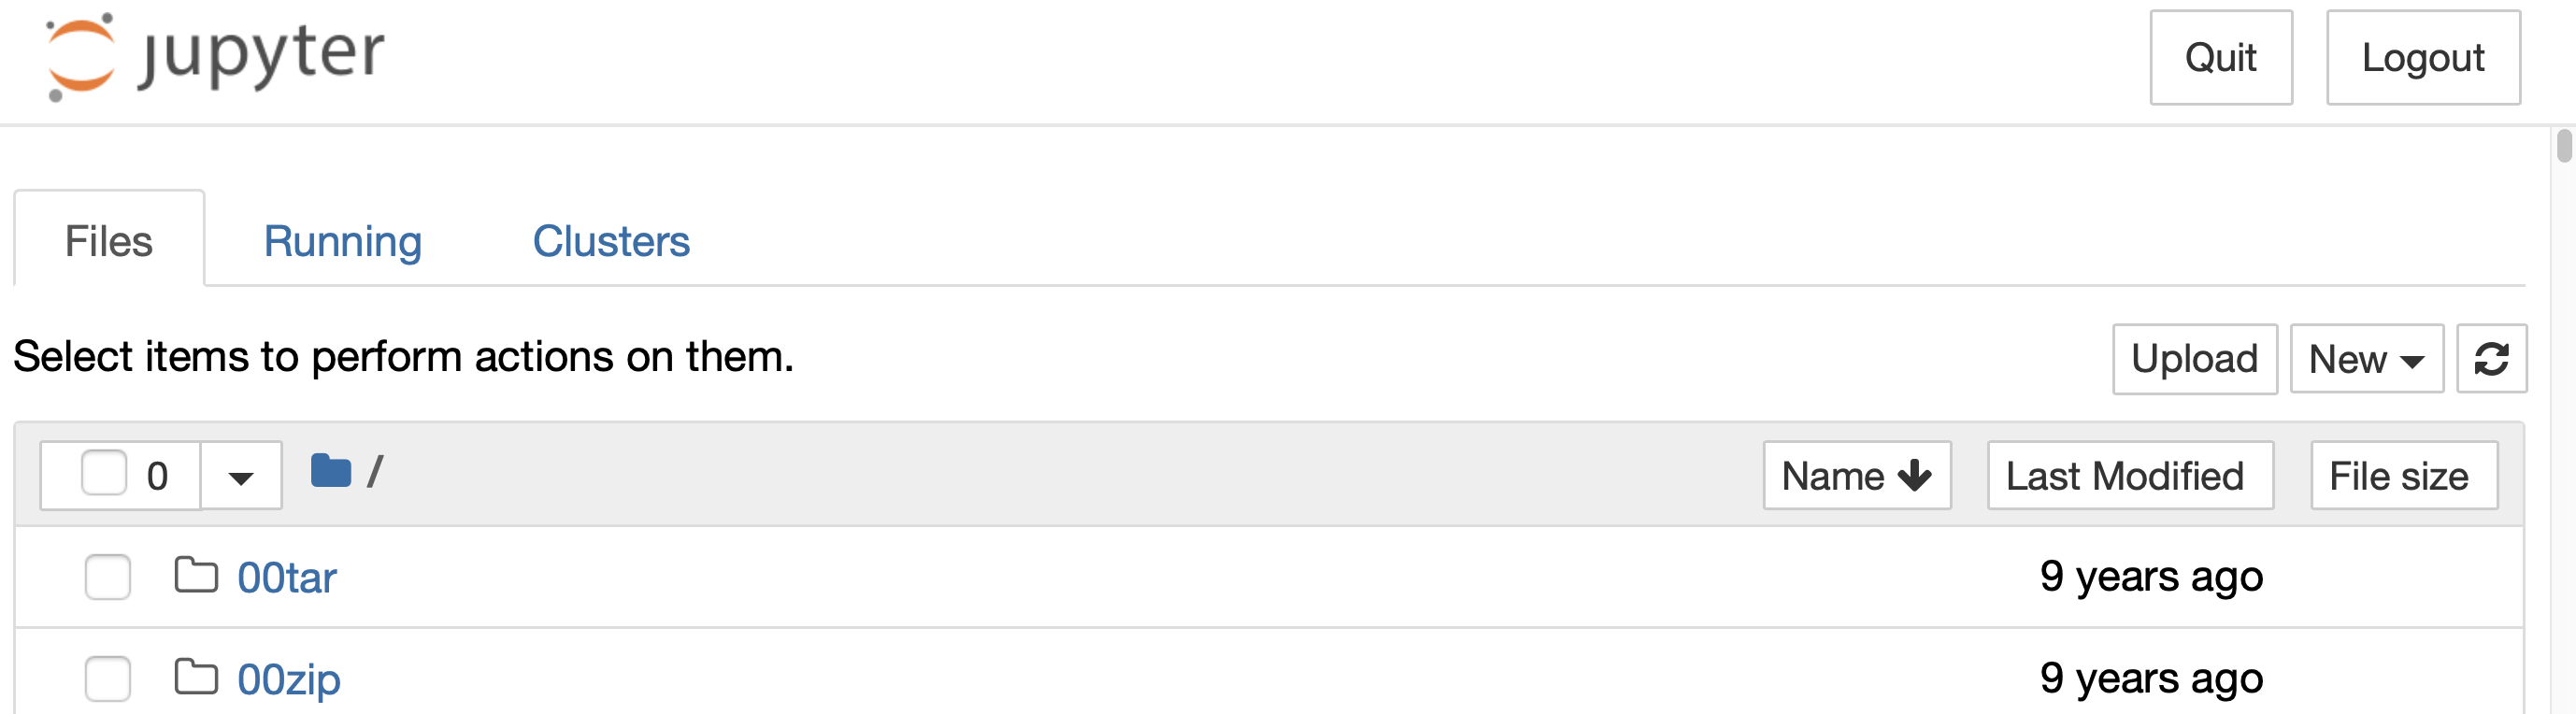 jupyter
Quit
Logout
Files
Running
Clusters
Select items to perform actions on them.
Upload
New
0
/
Name
Last Modified
File size
00tar
9 years ago
00zip
9 years ago